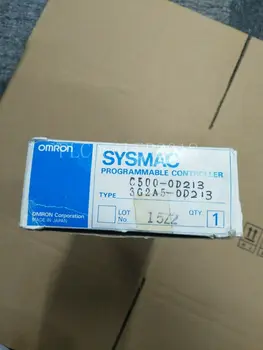 OMRON
SYSMAC
PROGRAMMABLE CONTROLLER
C500-OD213
TYPE 3G2A5-OD213
OMRON Corporation
MADE IN JAPAN
LOT No. 1522 QTY. 1